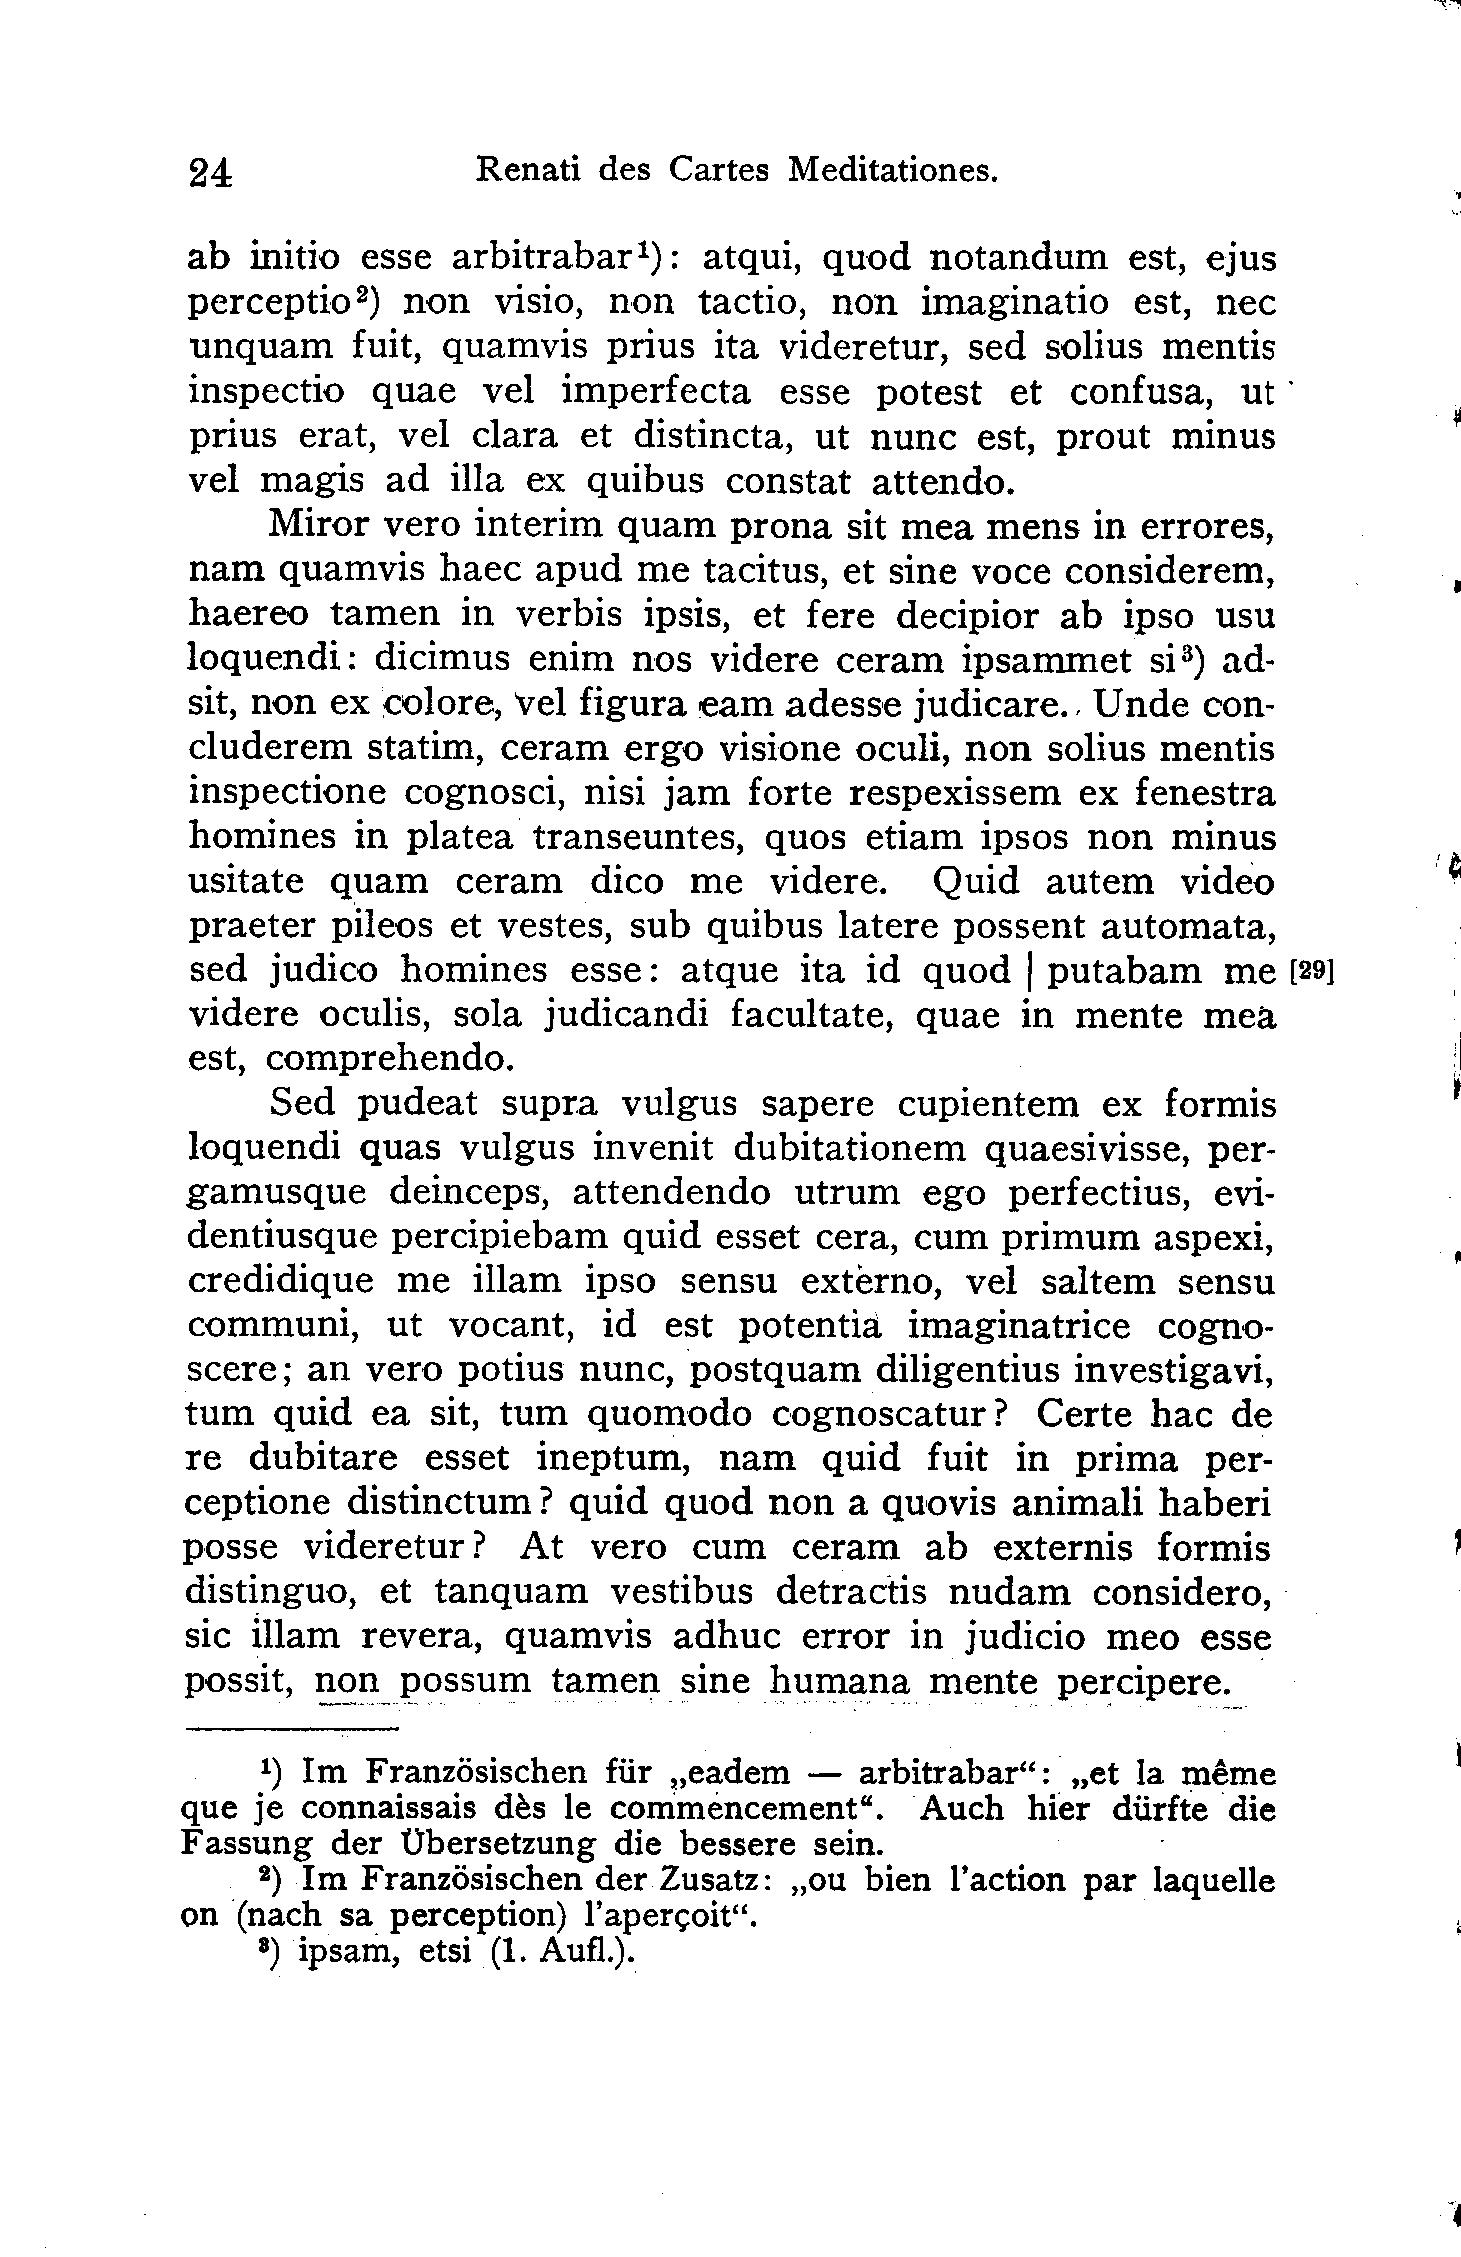 24 Renati des Cartes Meditationes.
ab initio esse arbitrabar¹): atqui, quod notandum est, ejus
perceptio²) non visio, non tactio, non imaginatio est, nec
unquam fuit, quamvis prius ita videretur, sed solius mentis
inspectio quae vel imperfecta esse potest et confusa, ut
prius erat, vel clara et distincta, ut nunc est, prout minus
vel magis ad illa ex quibus constat attendo.
Miror vero interim quam prona sit mea mens in errores,
nam quamvis haec apud me tacitus, et sine voce considerem,
haereo tamen in verbis ipsis, et fere decipior ab ipso usu
loquendi: dicimus enim nos videre ceram ipsammet si³) ad-
sit, non ex colore, vel figura eam adesse judicare. Unde con-
cluderem statim, ceram ergo visione oculi, non solius mentis
inspectione cognosci, nisi jam forte respexissem ex fenestra
homines in platea transeuntes, quos etiam ipsos non minus
usitate quam ceram dico me videre. Quid autem video
praeter pileos et vestes, sub quibus latere possent automata,
sed judico homines esse: atque ita id quod | putabam me [29]
videre oculis, sola judicandi facultate, quae in mente mea
est, comprehendo.
Sed pudeat supra vulgus sapere cupientem ex formis
loquendi quas vulgus invenit dubitationem quaesivisse, per-
gamusque deinceps, attendendo utrum ego perfectius, evi-
dentiusque percipiebam quid esset cera, cum primum aspexi,
credidique me illam ipso sensu externo, vel saltem sensu
communi, ut vocant, id est potentia imaginatrice cogno-
scere; an vero potius nunc, postquam diligentius investigavi,
tum quid ea sit, tum quomodo cognoscatur? Certe hac de
re dubitare esset ineptum, nam quid fuit in prima per-
ceptione distinctum? quid quod non a quovis animali haberi
posse videretur? At vero cum ceram ab externis formis
distinguo, et tanquam vestibus detractis nudam considero,
sic illam revera, quamvis adhuc error in judicio meo esse
possit, non possum tamen sine humana mente percipere.
¹) Im Französischen für „eadem — arbitrabar“: „et la même
que je connaissais dès le commencement“. Auch hier dürfte die
Fassung der Übersetzung die bessere sein.
²) Im Französischen der Zusatz: „ou bien l'action par laquelle
on (nach sa perception) l'aperçoit“.
³) ipsam, etsi (1. Aufl.).